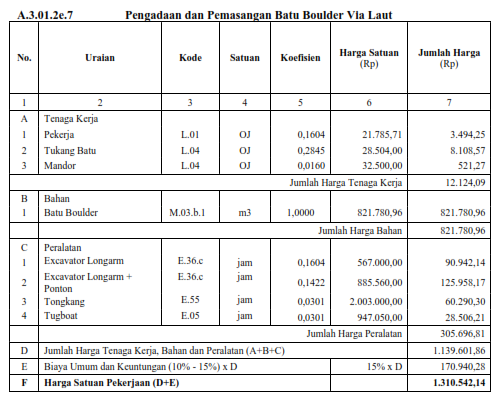 A.3.01.2e.7 Pengadaan dan Pemasangan Batu Boulder Via Laut
No. Uraian Kode Satuan Koefisien Harga Satuan (Rp) Jumlah Harga (Rp)
1 2 3 4 5 6 7
A Tenaga Kerja
1 Pekerja L.01 OJ 0,1604 21.785,71 3.494,25
2 Tukang Batu L.04 OJ 0,2845 28.504,00 8.108,57
3 Mandor L.04 OJ 0,0160 32.500,00 521,27
Jumlah Harga Tenaga Kerja 12.124,09
B Bahan
1 Batu Boulder M.03.b.1 m3 1,0000 821.780,96 821.780,96
Jumlah Harga Bahan 821.780,96
C Peralatan
1 Excavator Longarm E.36.c jam 0,1604 567.000,00 90.942,14
2 Excavator Longarm + Ponton E.36.c jam 0,1422 885.560,00 125.958,17
3 Tongkang E.55 jam 0,0301 2.003.000,00 60.290,30
4 Tugboat E.05 jam 0,0301 947.050,00 28.506,21
Jumlah Harga Peralatan 305.696,81
D Jumlah Harga Tenaga Kerja, Bahan dan Peralatan (A+B+C) 1.139.601,86
E Biaya Umum dan Keuntungan (10% - 15%) x D 15% x D 170.940,28
F Harga Satuan Pekerjaan (D+E) 1.310.542,14